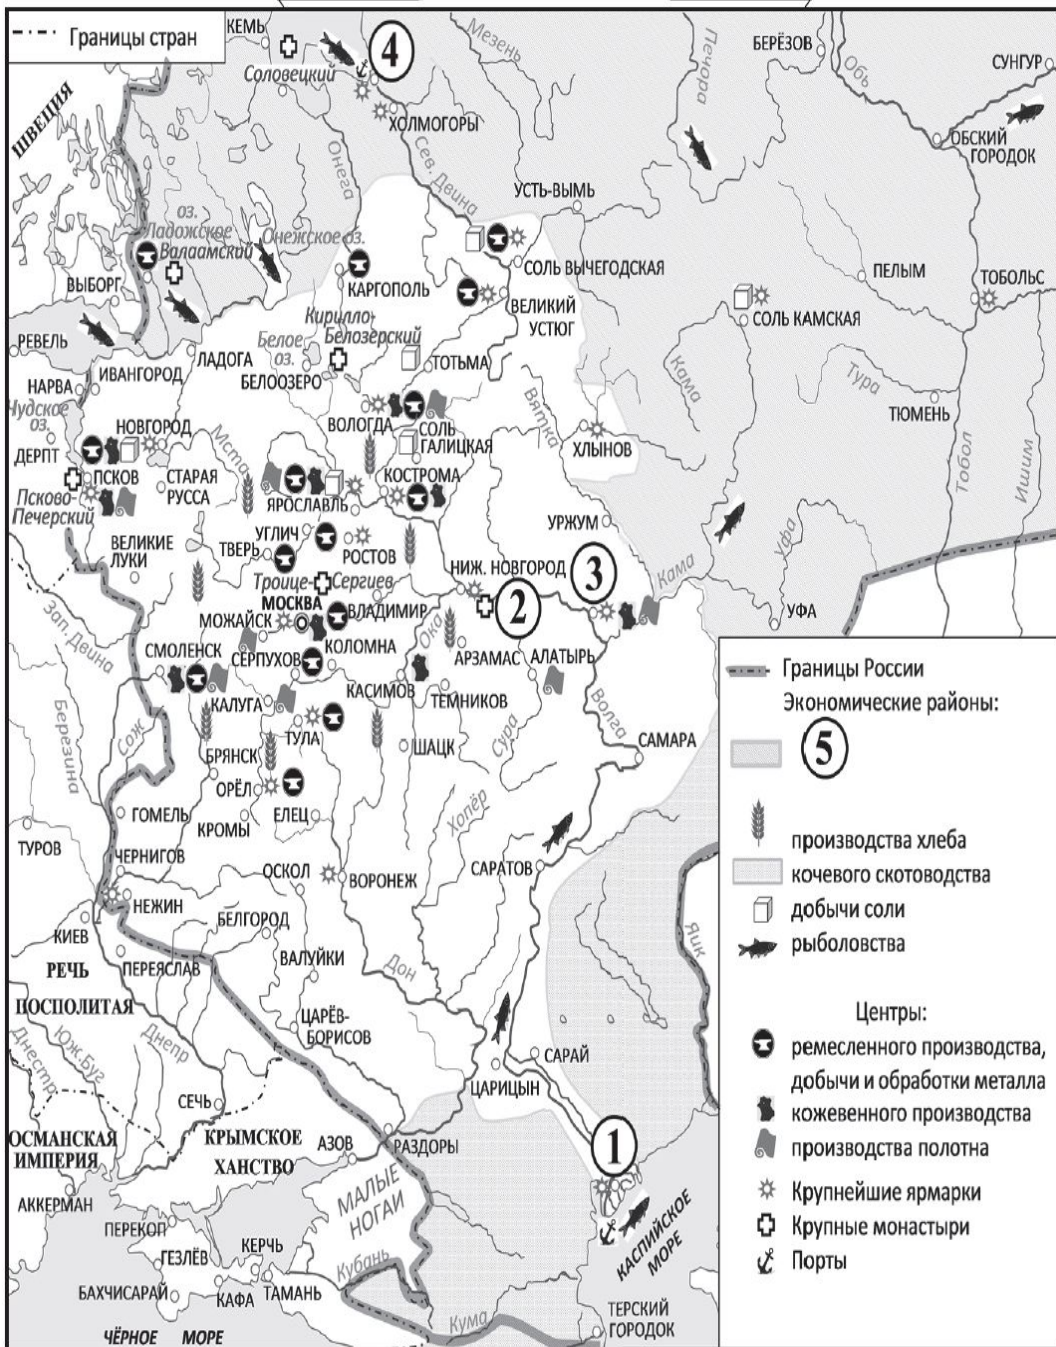 Границы стран
КЕМЬ
Соловецкий
4
Мезень
Печора
БЕРЁЗОВ
Обь
СУНГУР
ШВЕЦИЯ
ХОЛМОГОРЫ
ОБСКИЙ
ГОРОДОК
Онега
Сев. Двина
УСТЬ-ВЫМЬ
оз.
Ладожское
Валаамский
Онежское оз.
СОЛЬ ВЫЧЕГОДСКАЯ
ПЕЛЫМ
ТОБОЛЬС
ВЫБОРГ
КАРГОПОЛЬ
ВЕЛИКИЙ
УСТЮГ
СОЛЬ КАМСКАЯ
Кирилло-
Белозерский
РЕВЕЛЬ
ЛАДОГА
Белое
оз.
БЕЛООЗЕРО
ТОТЬМА
Кама
Тура
НАРВА
ИВАНГОРОД
Вятка
ТЮМЕНЬ
Чудское
оз.
НОВГОРОД
Мста
ВОЛОГДА
СОЛЬ
ГАЛИЦКАЯ
ХЛЫНОВ
Тобол
Ишим
ДЕРПТ
ПСКОВ
СТАРАЯ
РУССА
КОСТРОМА
Псково-
Печерский
ЯРОСЛАВЛЬ
УРЖУМ
Уфа
ВЕЛИКИЕ
ЛУКИ
ТВЕРЬ
УГЛИЧ
РОСТОВ
НИЖ. НОВГОРОД
3
Кама
Троице-Сергиев
2
УФА
Зап. Двина
МОСКВА
ВЛАДИМИР
МОЖАЙСК
Ока
СМОЛЕНСК
СЕРПУХОВ
КОЛОМНА
АРЗАМАС
АЛАТЫРЬ
КАЛУГА
КАСИМОВ
ТЕМНИКОВ
Березина
Сож
ТУЛА
ШАЦК
Сура
Волга
САМАРА
БРЯНСК
ОРЁЛ
Хопёр
ГОМЕЛЬ
КРОМЫ
ЕЛЕЦ
ТУРОВ
ЧЕРНИГОВ
ОСКОЛ
ВОРОНЕЖ
САРАТОВ
НЕЖИН
БЕЛГОРОД
КИЕВ
РЕЧЬ
ПОСПОЛИТАЯ
ПЕРЕЯСЛАВ
ВАЛУЙКИ
Дон
Яик
ЦАРЁВ-
БОРИСОВ
Днестр
Юж.Буг
Днепр
САРАЙ
ЦАРИЦЫН
СЕЧЬ
ОСМАНСКАЯ
ИМПЕРИЯ
КРЫМСКОЕ
ХАНСТВО
АЗОВ
РАЗДОРЫ
1
АККЕРМАН
МАЛЫЕ
НОГАИ
ПЕРЕКОП
КАСПИЙСКОЕ
МОРЕ
ГЕЗЛЁВ
КЕРЧЬ
Кубань
БАХЧИСАРАЙ
КАФА
ТАМАНЬ
Кума
ТЕРСКИЙ
ГОРОДОК
ЧЁРНОЕ МОРЕ
Границы России
Экономические районы:
5
производства хлеба
кочевого скотоводства
добычи соли
рыболовства
Центры:
ремесленного производства,
добычи и обработки металла
кожевенного производства
производства полотна
Крупнейшие ярмарки
Крупные монастыри
Порты